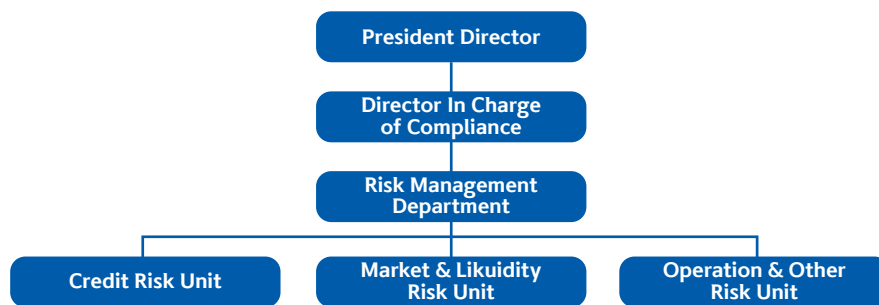 President Director
Director In Charge
of Compliance
Risk Management
Department
Credit Risk Unit
Market & Likuidity
Risk Unit
Operation & Other
Risk Unit